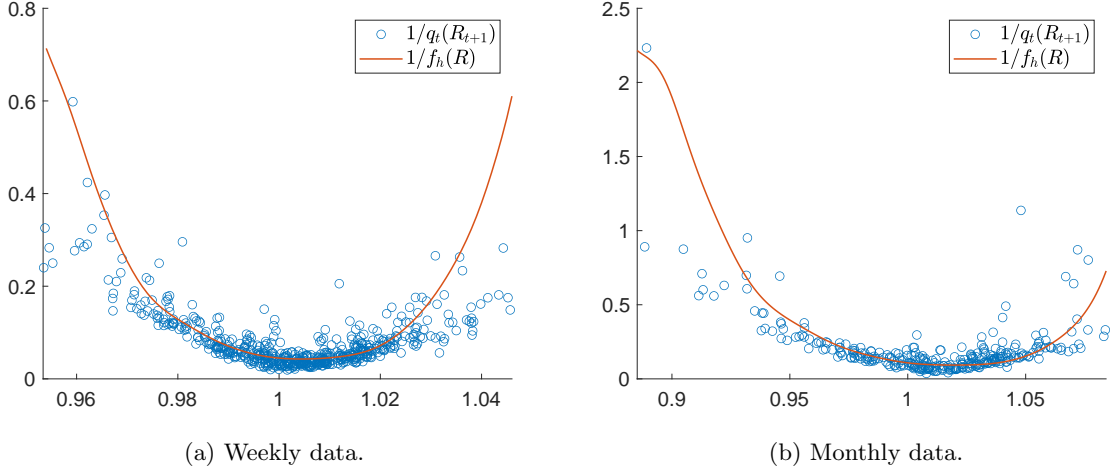 0.8
0.6
0.4
0.2
0
0.96 0.98 1 1.02 1.04
1/q_t(R_{t+1})
1/f_h(R)
(a) Weekly data.
2.5
2
1.5
1
0.5
0
0.9 0.95 1 1.05
1/q_t(R_{t+1})
1/f_h(R)
(b) Monthly data.